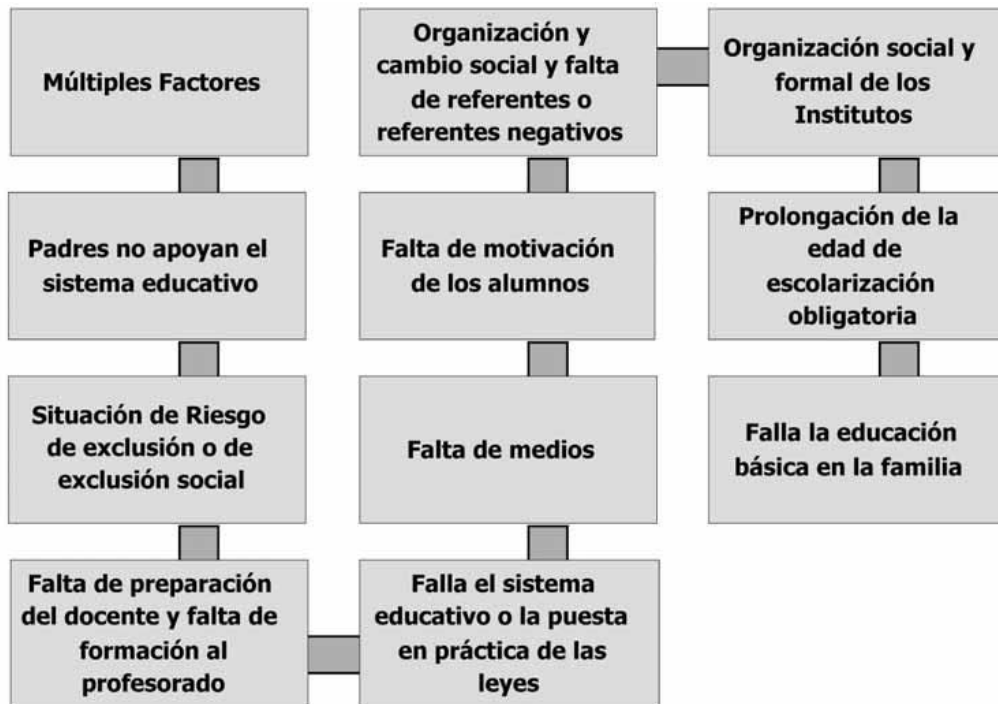 Múltiples Factores
Padres no apoyan el
sistema educativo
Situación de Riesgo
de exclusión o de
exclusión social
Falta de preparación
del docente y falta de
formación al
profesorado
Falla el sistema
educativo o la puesta
en práctica de las
leyes
Falta de medios
Falta de motivación
de los alumnos
Organización y
cambio social y falta
de referentes o
referentes negativos
Organización social y
formal de los
Institutos
Prolongación de la
edad de
escolarización
obligatoria
Falla la educación
básica en la familia